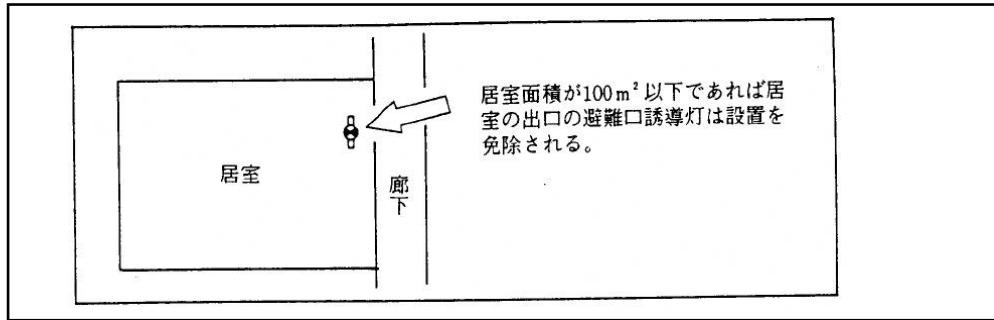 居室面積が100m²以下であれば居
室の出口の避難口誘導灯は設置を
免除される。
居室
廊下